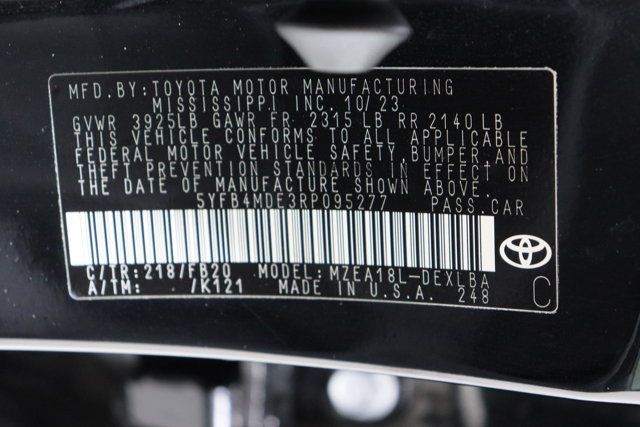 MFD. BY: TOYOTA MOTOR MANUFACTURING
MISSISSIPPI INC. 10/23
GVWR 3925LB GAWR FR 2315 LB RR 2140 LB
THIS VEHICLE CONFORMS TO ALL APPLICABLE
FEDERAL MOTOR VEHICLE SAFETY, BUMPER, AND
THEFT PREVENTION STANDARDS IN EFFECT ON
THE DATE OF MANUFACTURE SHOWN ABOVE.
5YFB4MDE3RP095277 PASS. CAR
C/TR: 218/FB20 MODEL: MZEA18L-DEXLBA
A/TM: /K121 MADE IN U.S.A. 248 C